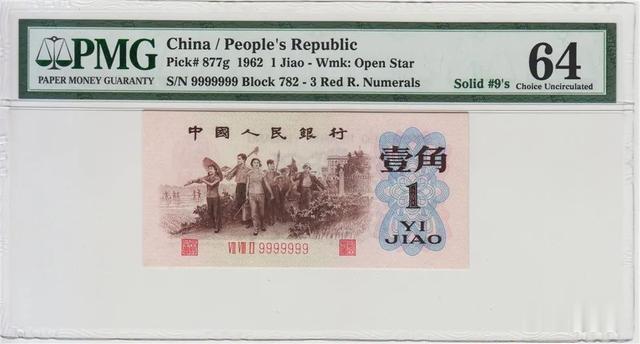 PMG
PAPER MONEY GUARANTY
China / People's Republic
Pick# 877g 1962 1 Jiao - Wmk: Open Star
S/N 9999999 Block 782 - 3 Red R. Numerals
64
Solid #9's Choice Uncirculated
中國人民銀行
壹角
1
YI
JIAO
VII VIII II 9999999